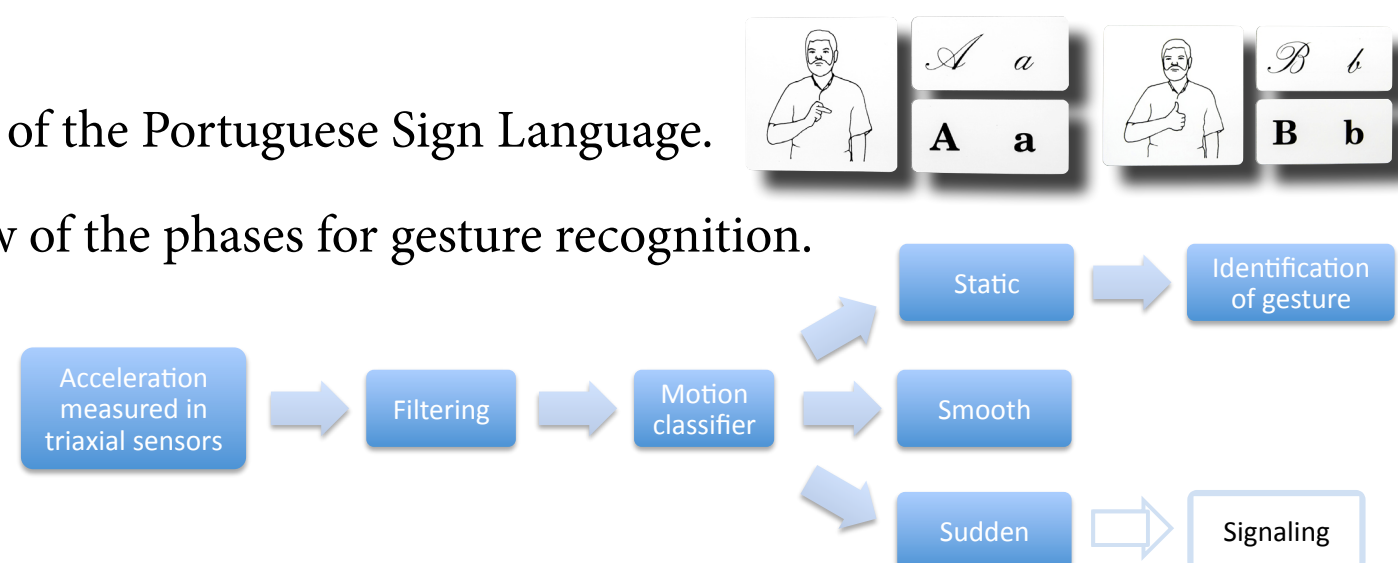 A a
A a
B b
B b
of the Portuguese Sign Language.
of the phases for gesture recognition.
Acceleration
measured in
triaxial sensors
Filtering
Motion
classifier
Static
Identification
of gesture
Smooth
Sudden
Signaling